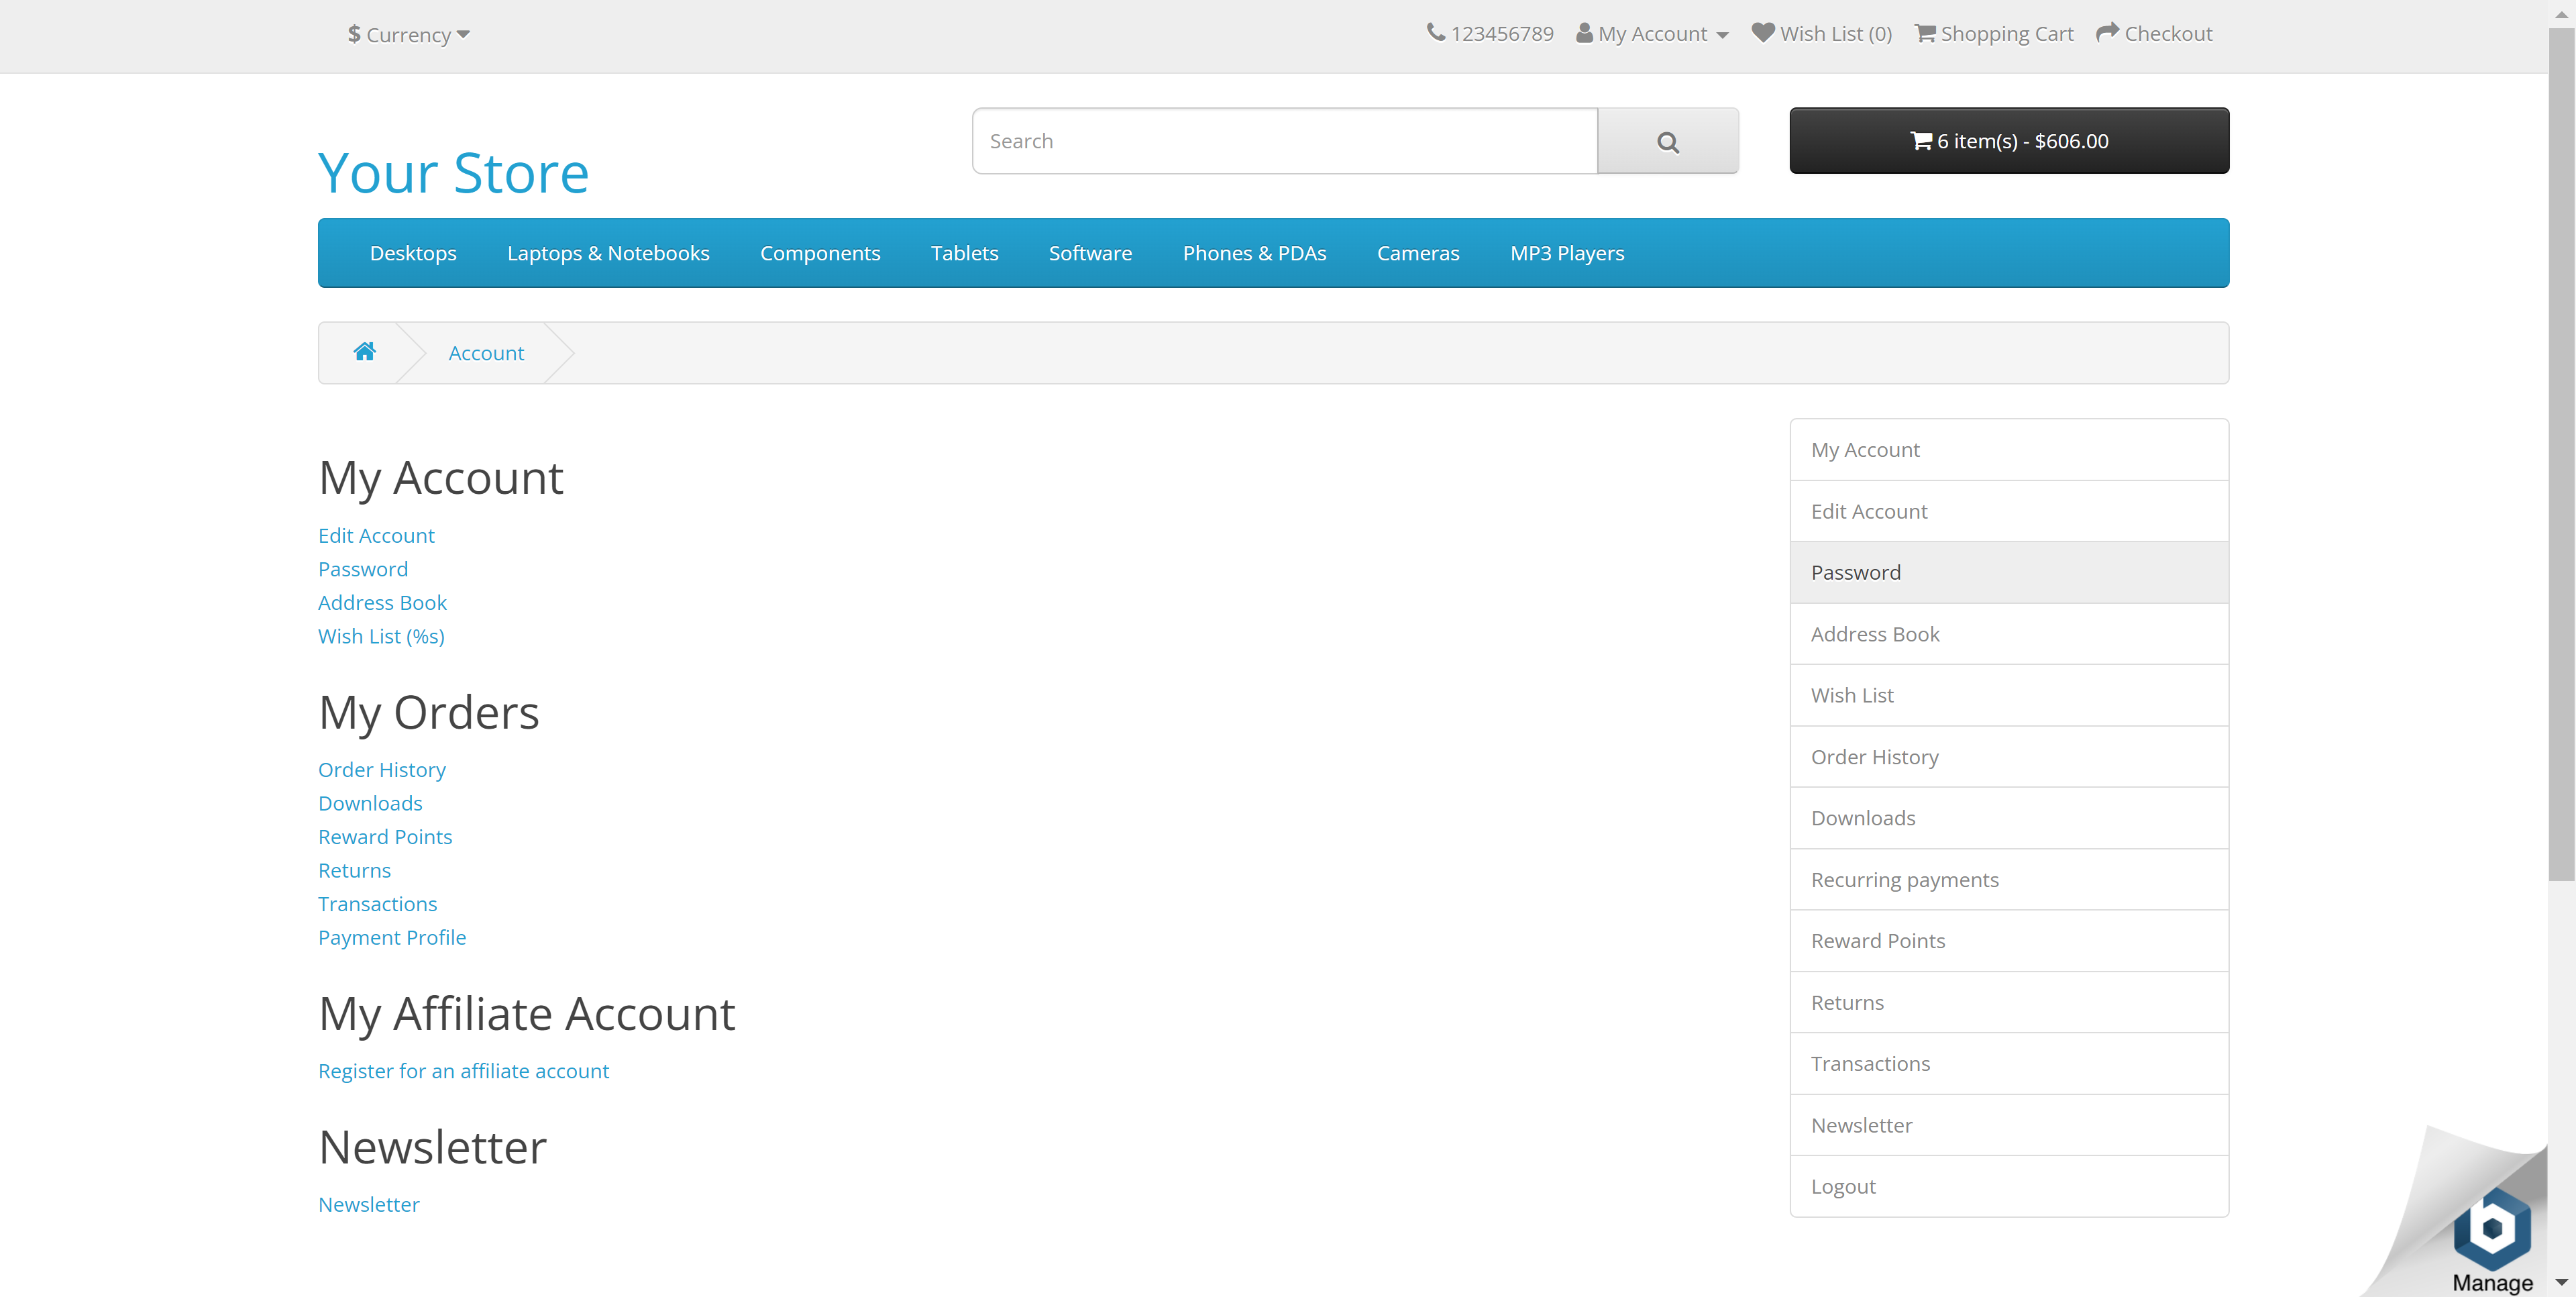 $ Currency
123456789
My Account
Wish List (0)
Shopping Cart
Checkout
Your Store
Search
6 item(s) - $606.00
Desktops
Laptops & Notebooks
Components
Tablets
Software
Phones & PDAs
Cameras
MP3 Players
Account
My Account
Edit Account
Password
Address Book
Wish List (%s)
My Orders
Order History
Downloads
Reward Points
Returns
Transactions
Payment Profile
My Affiliate Account
Register for an affiliate account
Newsletter
Newsletter
My Account
Edit Account
Password
Address Book
Wish List
Order History
Downloads
Recurring payments
Reward Points
Returns
Transactions
Newsletter
Logout
b
Manage